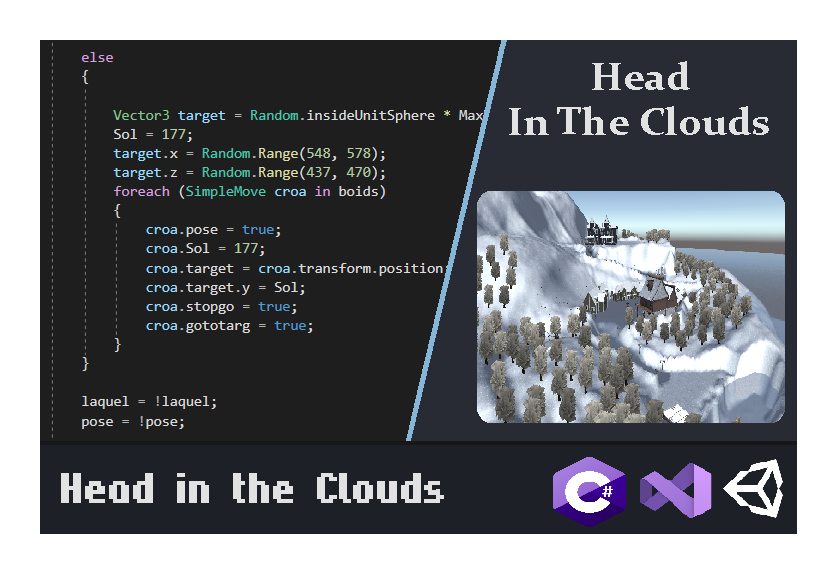 else
{
Vector3 target = Random.insideUnitSphere * Max
Sol = 177;
target.x = Random.Range(548, 578);
target.z = Random.Range(437, 470);
foreach (SimpleMove croa in boids)
{
croa.pose = true;
croa.Sol = 177;
croa.target = croa.transform.position
croa.target.y = Sol;
croa.stopgo = true;
croa.gototarg = true;
}
}
laquel = !laquel;
pose = !pose;
Head
In The Clouds
Head in the Clouds
C#